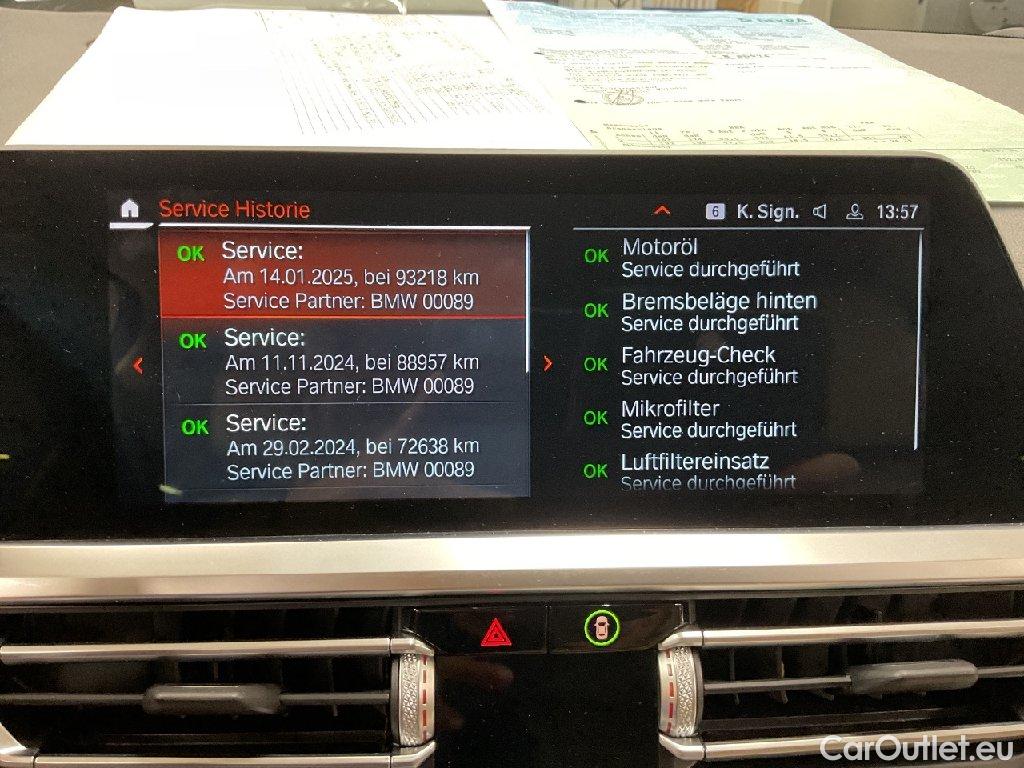 Service Historie
6 K. Sign. 13:57
OK Service:
Am 14.01.2025, bei 93218 km
Service Partner: BMW 00089
OK Service:
Am 11.11.2024, bei 88957 km
Service Partner: BMW 00089
OK Service:
Am 29.02.2024, bei 72638 km
Service Partner: BMW 00089
OK Motoröl
Service durchgeführt
OK Bremsbeläge hinten
Service durchgeführt
OK Fahrzeug-Check
Service durchgeführt
OK Mikrofilter
Service durchgeführt
OK Luftfiltereinsatz
Service durchgeführt
CarOutlet.eu